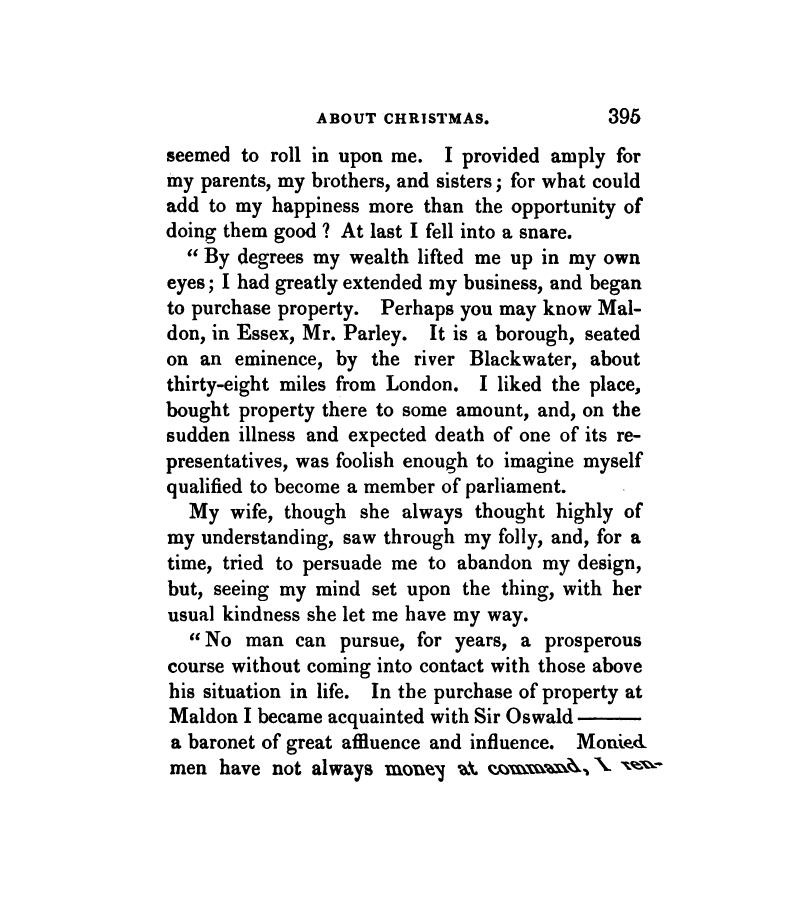 ABOUT CHRISTMAS. 395
seemed to roll in upon me. I provided amply for
my parents, my brothers, and sisters; for what could
add to my happiness more than the opportunity of
doing them good? At last I fell into a snare.
“By degrees my wealth lifted me up in my own
eyes; I had greatly extended my business, and began
to purchase property. Perhaps you may know Mal-
don, in Essex, Mr. Parley. It is a borough, seated
on an eminence, by the river Blackwater, about
thirty-eight miles from London. I liked the place,
bought property there to some amount, and, on the
sudden illness and expected death of one of its re-
presentatives, was foolish enough to imagine myself
qualified to become a member of parliament.
My wife, though she always thought highly of
my understanding, saw through my folly, and, for a
time, tried to persuade me to abandon my design,
but, seeing my mind set upon the thing, with her
usual kindness she let me have my way.
“No man can pursue, for years, a prosperous
course without coming into contact with those above
his situation in life. In the purchase of property at
Maldon I became acquainted with Sir Oswald ———
a baronet of great affluence and influence. Monied
men have not always money at command, I ren-